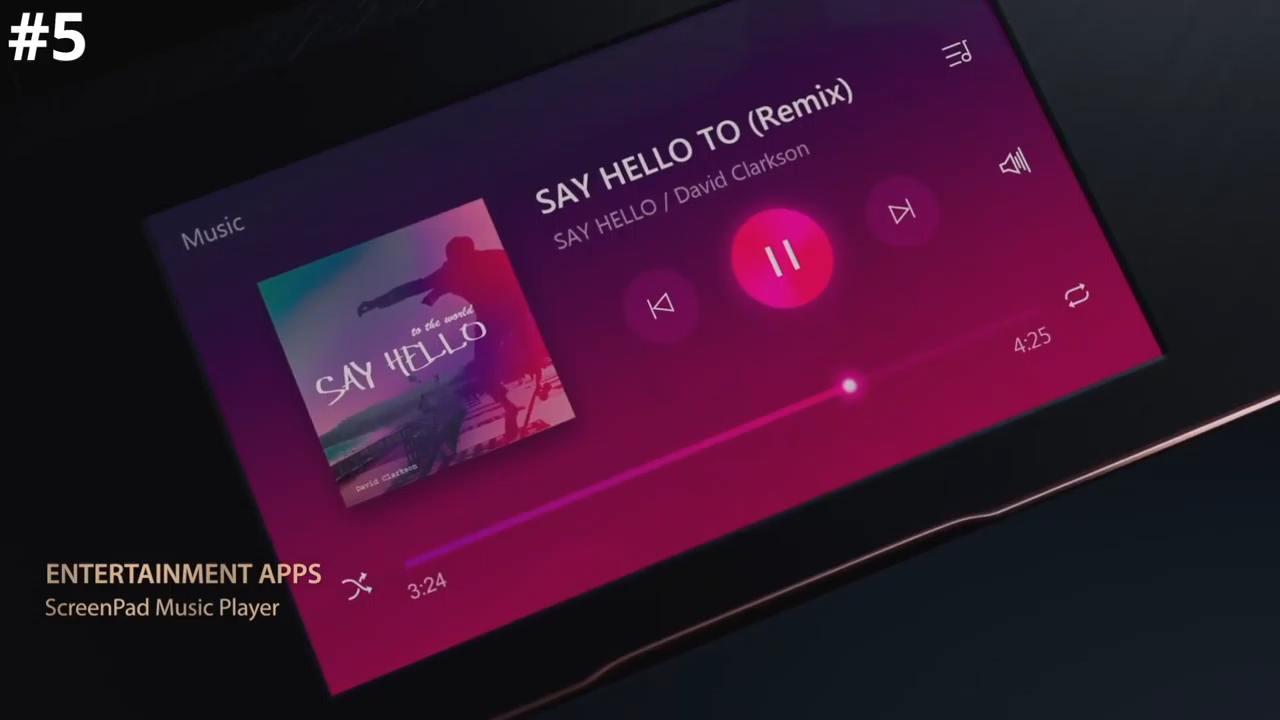 #5
Music
SAY HELLO TO (Remix)
SAY HELLO / David Clarkson
to the world
SAY HELLO
David Clarkson
4:25
3:24
ENTERTAINMENT APPS
ScreenPad Music Player